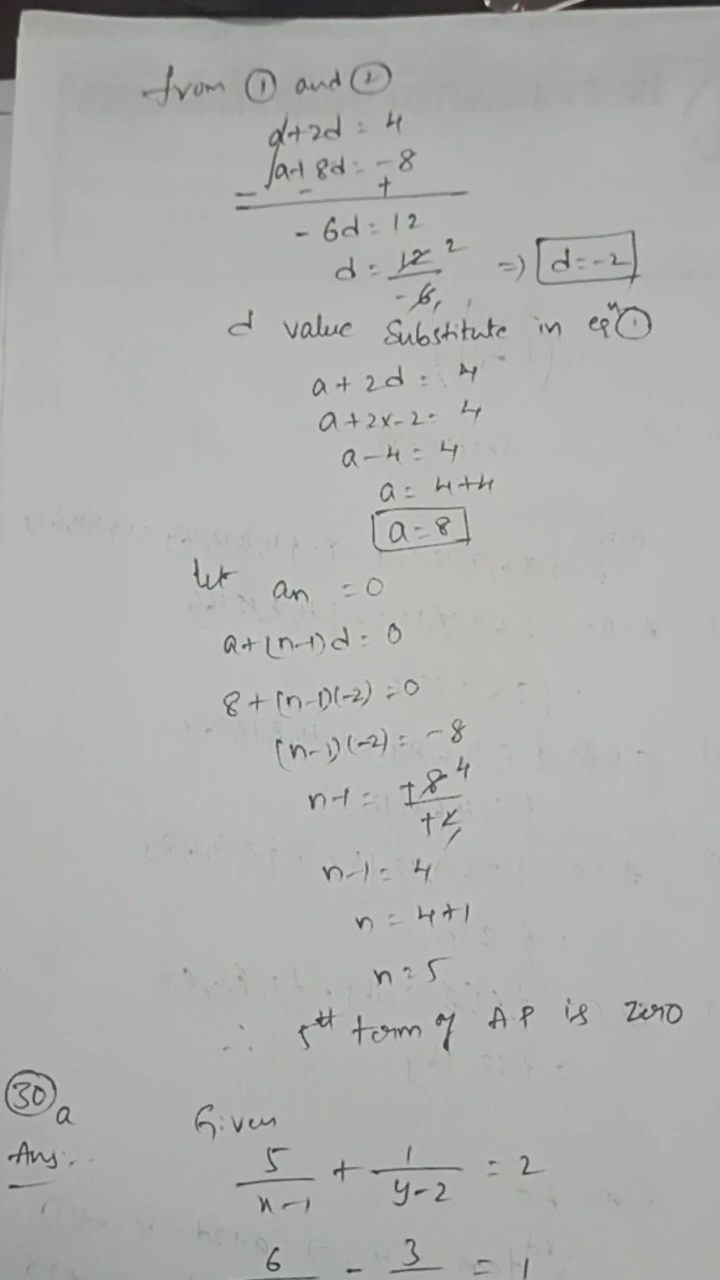 from ① and ②
a+2d = 4
a+8d = -8
- - +
-6d = 12
d = 12 2 / -6, => d = -2
d value Substitute in eqn ①
a + 2d = 4
a + 2x-2 = 4
a - 4 = 4
a = 4+4
a = 8
let an = 0
a+(n-1)d = 0
8+(n-1)(-2) = 0
(n-1)(-2) = -8
n-1 = +8 4 / +2,
n-1 = 4
n = 4+1
n = 5
∴ 5th term of A P is Zero
30 a Given
Ans. 5/x-1 + 1/y-2 = 2
6 - 3 = 1